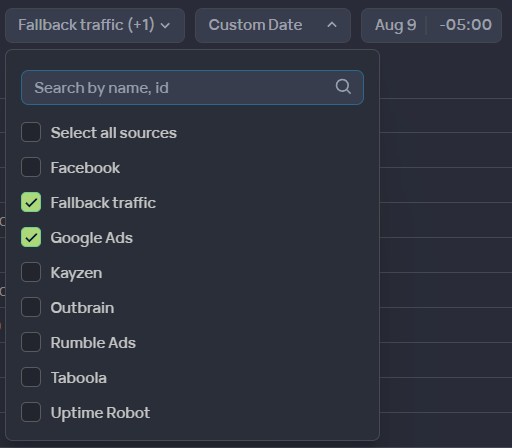 Fallback traffic (+1) Custom Date Aug 9 -05:00
Search by name, id
Select all sources
Facebook
Fallback traffic
Google Ads
Kayzen
Outbrain
Rumble Ads
Taboola
Uptime Robot